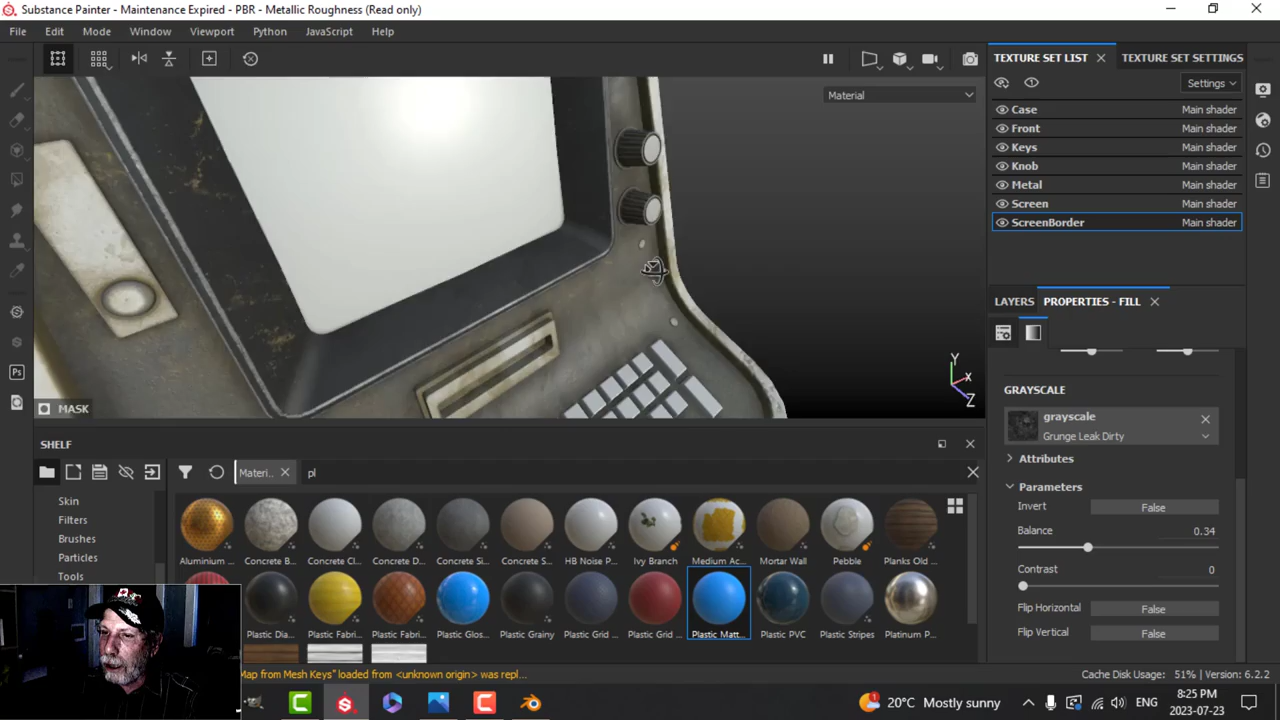 Substance Painter - Maintenance Expired - PBR - Metallic Roughness (Read only)
File Edit Mode Window Viewport Python JavaScript Help
TEXTURE SET LIST
TEXTURE SET SETTINGS
Settings
Material
Case Main shader
Front Main shader
Keys Main shader
Knob Main shader
Metal Main shader
Screen Main shader
ScreenBorder Main shader
LAYERS PROPERTIES - FILL
GRAYSCALE
grayscale
Grunge Leak Dirty
Attributes
Parameters
Invert False
Balance 0.34
Contrast 0
Flip Horizontal False
Flip Vertical False
Y
X
Z
MASK
SHELF
Materi..
pl
Skin
Filters
Brushes
Particles
Tools
Aluminium ... Concrete B... Concrete Cl... Concrete D... Concrete Si... Concrete S... HB Noise P... Ivy Branch Medium Ac... Mortar Wall Pebble Planks Old ...
Plastic Dia... Plastic Fabri... Plastic Fabri... Plastic Glos... Plastic Grainy Plastic Grid ... Plastic Grid ... Plastic Matt... Plastic PVC Plastic Stripes Platinum P...
Map from Mesh Keys" loaded from <unknown origin> was repl...
Cache Disk Usage: 51% | Version: 6.2.2
20°C Mostly sunny
ENG
8:25 PM
2023-07-23